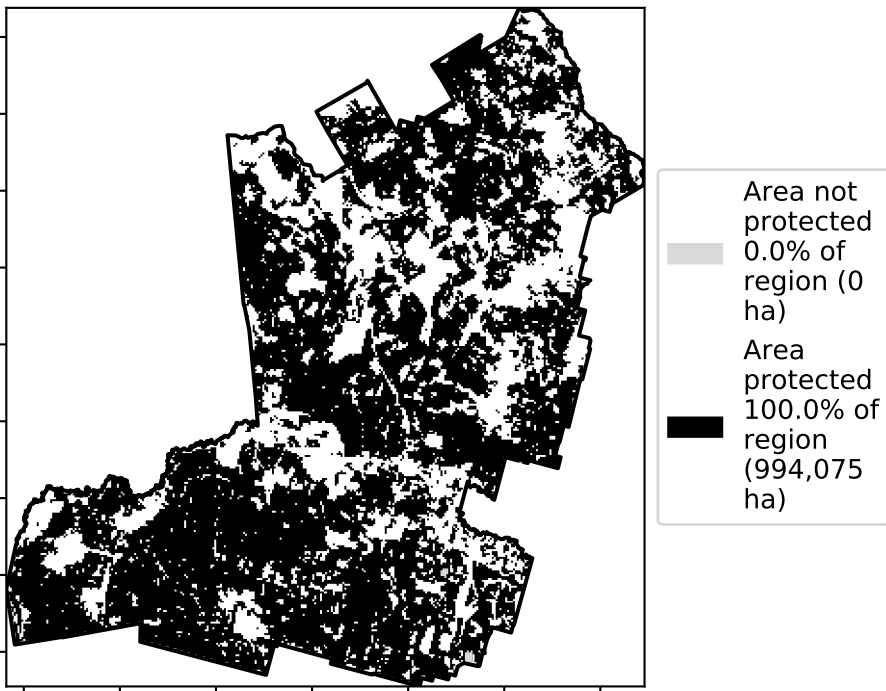 Area not
protected
0.0% of
region (0
ha)
Area
protected
100.0% of
region
(994,075
ha)